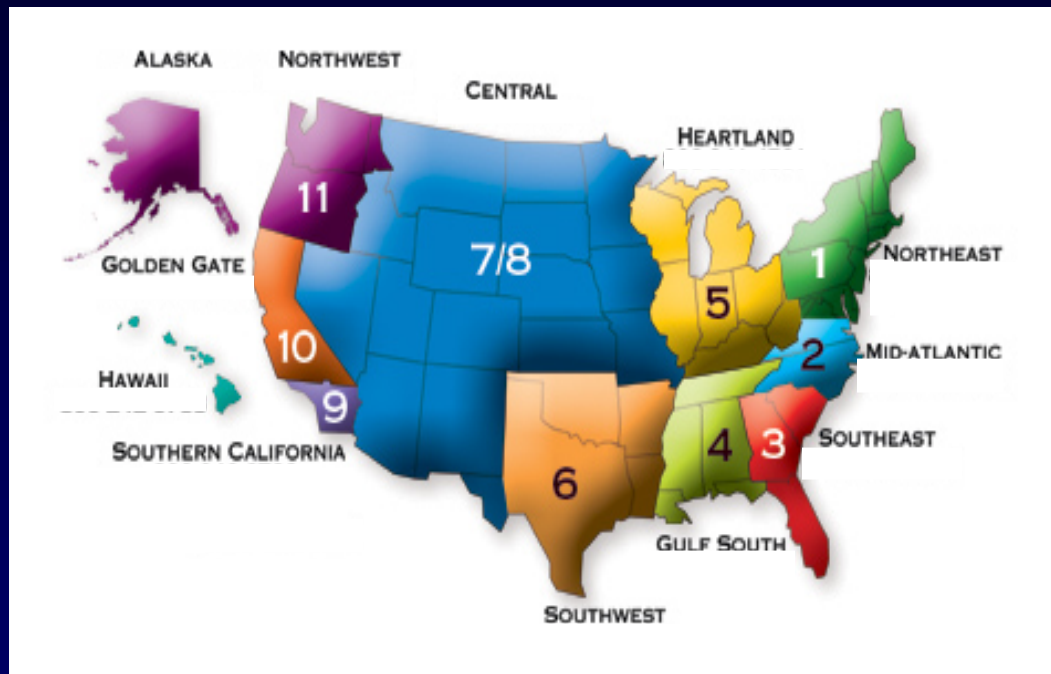 ALASKA
NORTHWEST
CENTRAL
HEARTLAND
11
1
NORTHEAST
GOLDEN GATE
7/8
5
10
2
MID-ATLANTIC
HAWAII
9
4
3
SOUTHEAST
SOUTHERN CALIFORNIA
6
GULF SOUTH
SOUTHWEST